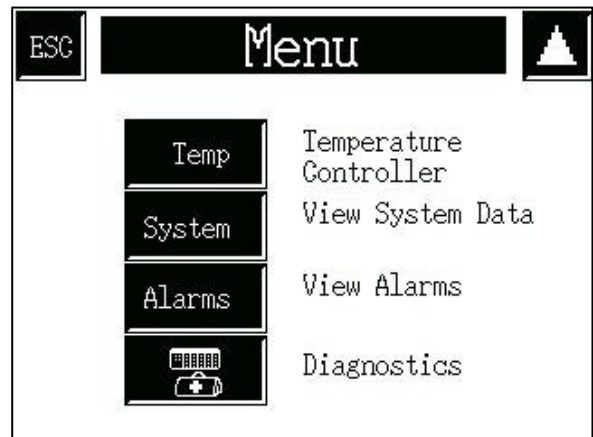 ESC
Menu
Temp
Temperature
Controller
System
View System Data
Alarms
View Alarms
Diagnostics